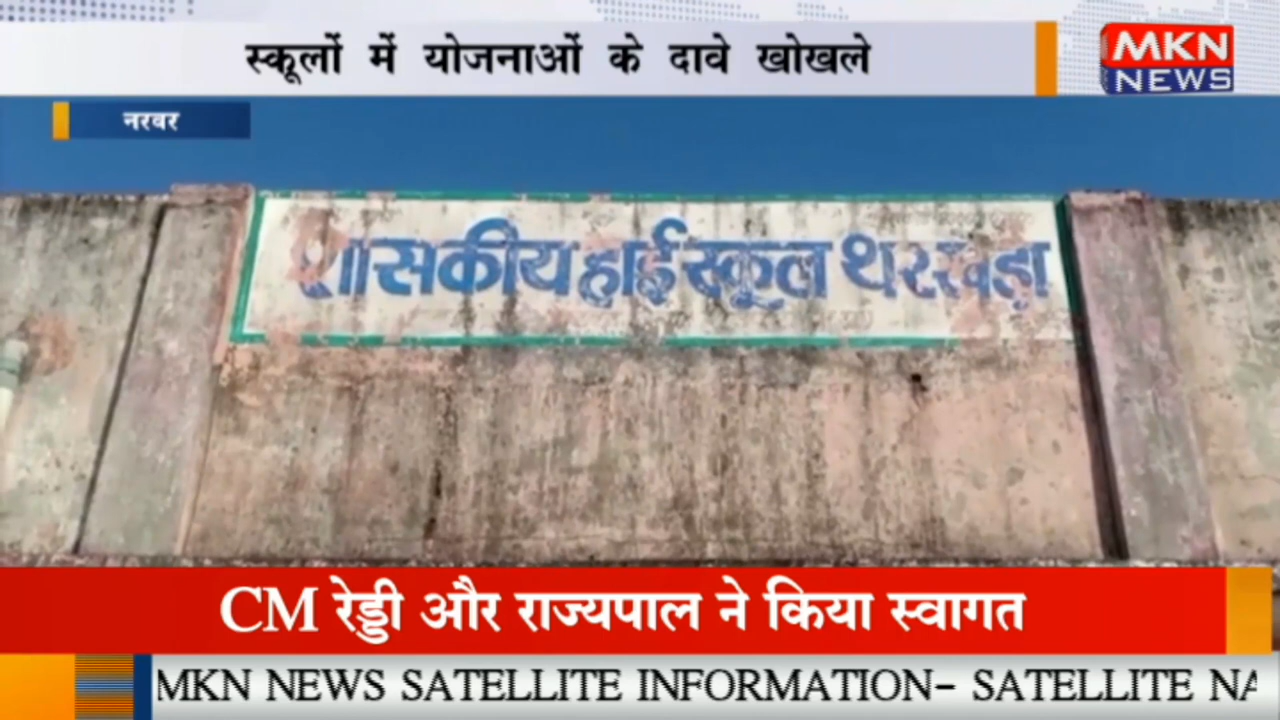 स्कूलों में योजनाओं के दावे खोखले
MKN
NEWS
नरवर
शासकीय हाई स्कूल थरखेड़ा
CM रेड्डी और राज्यपाल ने किया स्वागत
MKN NEWS SATELLITE INFORMATION- SATELLITE NA